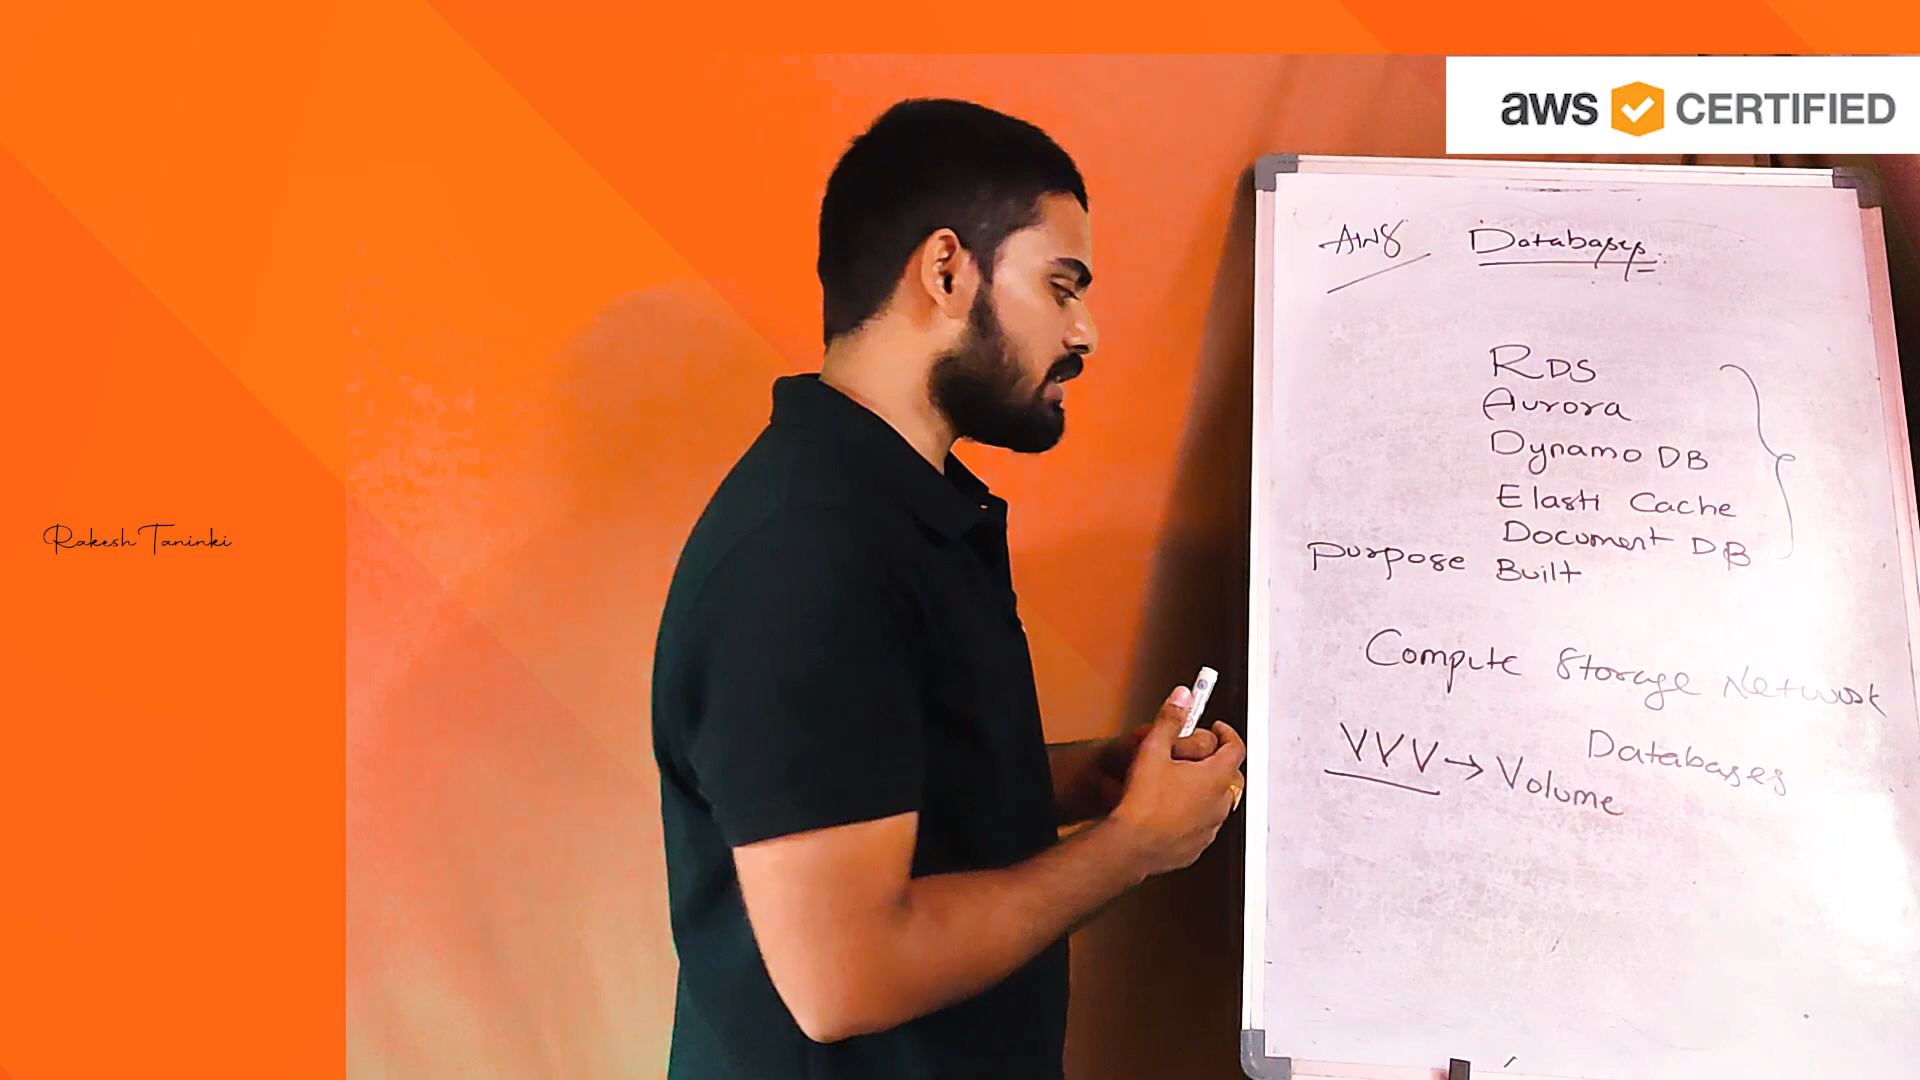 aws CERTIFIED
AWS Databases
RDS
Aurora
Dynamo DB
Elasti Cache
Document DB
Purpose Built
Compute Storage Network
Databases
VVV → Volume
Rakesh Taninki